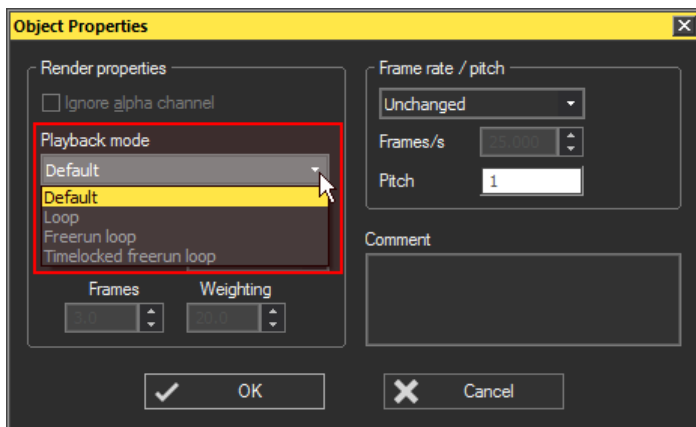 Object Properties
Render properties
Ignore alpha channel
Playback mode
Default
Default
Loop
Freerun loop
Timelocked freerun loop
Frames Weighting
3.0 20.0
Frame rate / pitch
Unchanged
Frames/s 25.000
Pitch 1
Comment
OK Cancel